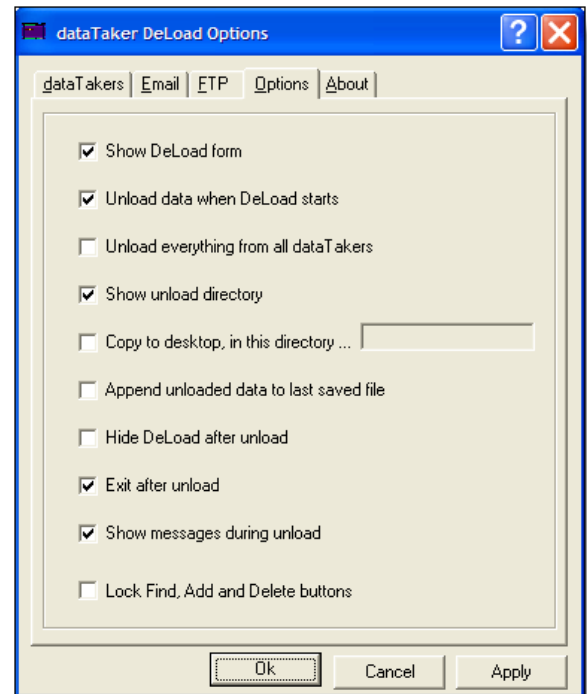 dataTaker DeLoad Options
dataTakers Email FTP Options About
Show DeLoad form
Unload data when DeLoad starts
Unload everything from all dataTakers
Show unload directory
Copy to desktop, in this directory ...
Append unloaded data to last saved file
Hide DeLoad after unload
Exit after unload
Show messages during unload
Lock Find, Add and Delete buttons
Ok Cancel Apply